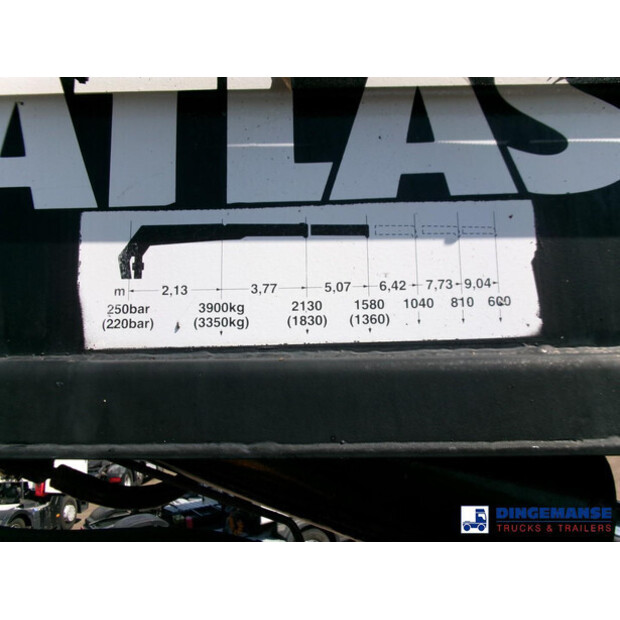 ATLAS
m 2,13 3,77 5,07 6,42 7,73 9,04
250bar 3900kg 2130 1580 1040 810 600
(220bar) (3350kg) (1830) (1360)
DINGEMANSE
TRUCKS & TRAILERS